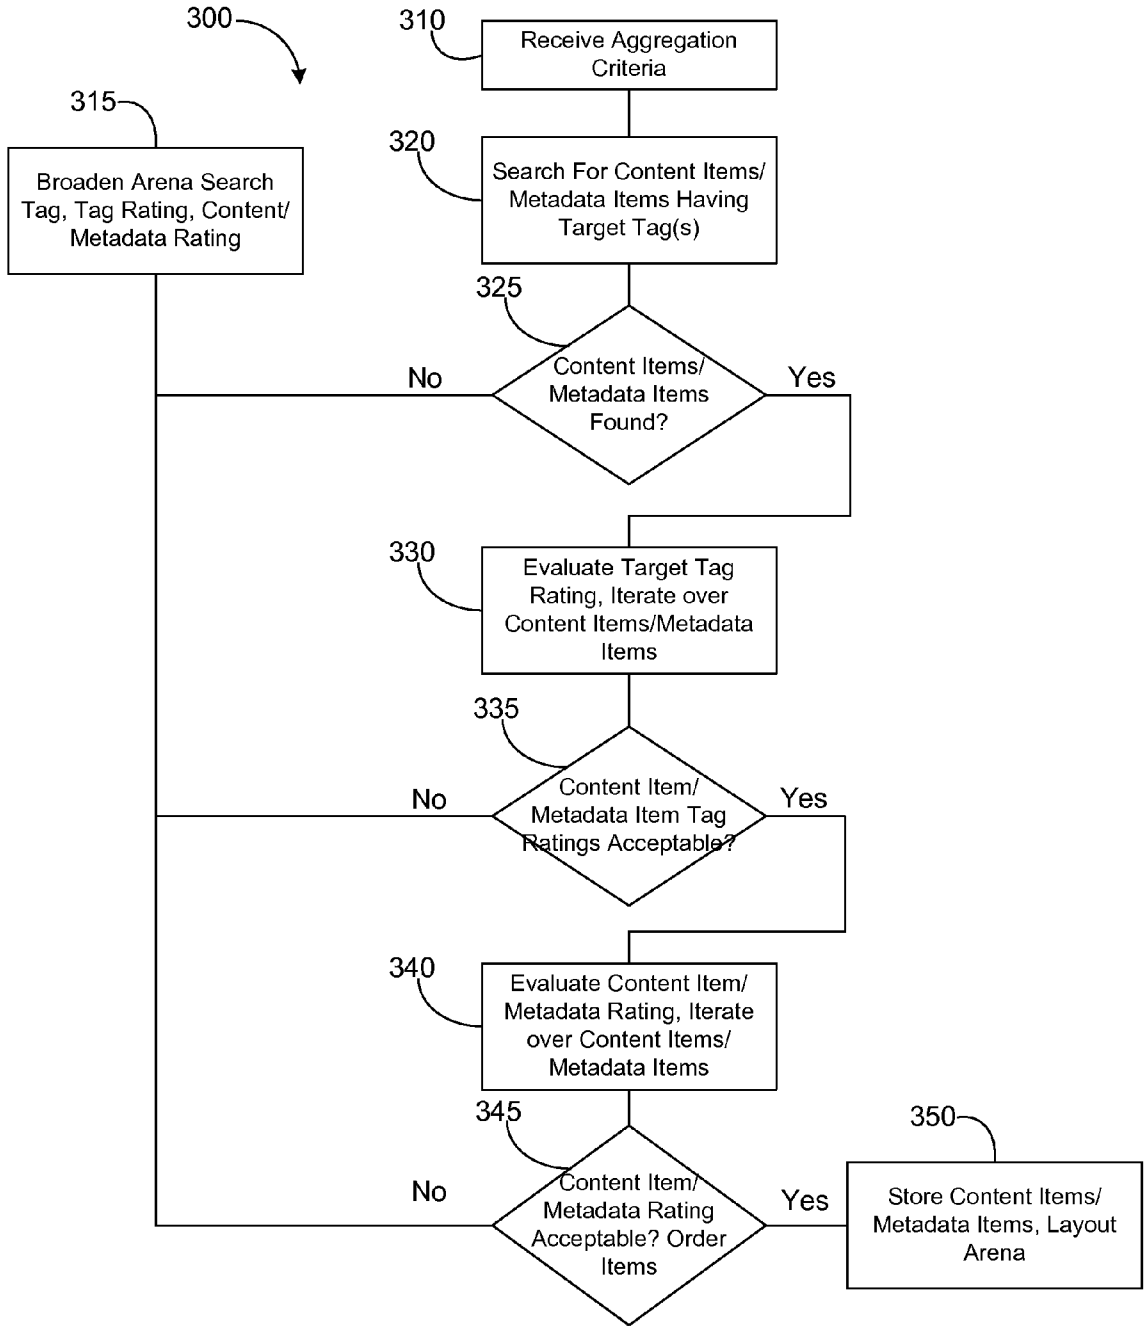 300
310
Receive Aggregation
Criteria
315
Broaden Arena Search
Tag, Tag Rating, Content/
Metadata Rating
320
Search For Content Items/
Metadata Items Having
Target Tag(s)
325
Content Items/
Metadata Items
Found?
No
Yes
330
Evaluate Target Tag
Rating, Iterate over
Content Items/Metadata
Items
335
Content Item/
Metadata Item Tag
Ratings Acceptable?
No
Yes
340
Evaluate Content Item/
Metadata Rating, Iterate
over Content Items/
Metadata Items
345
Content Item/
Metadata Rating
Acceptable? Order
Items
No
Yes
350
Store Content Items/
Metadata Items, Layout
Arena